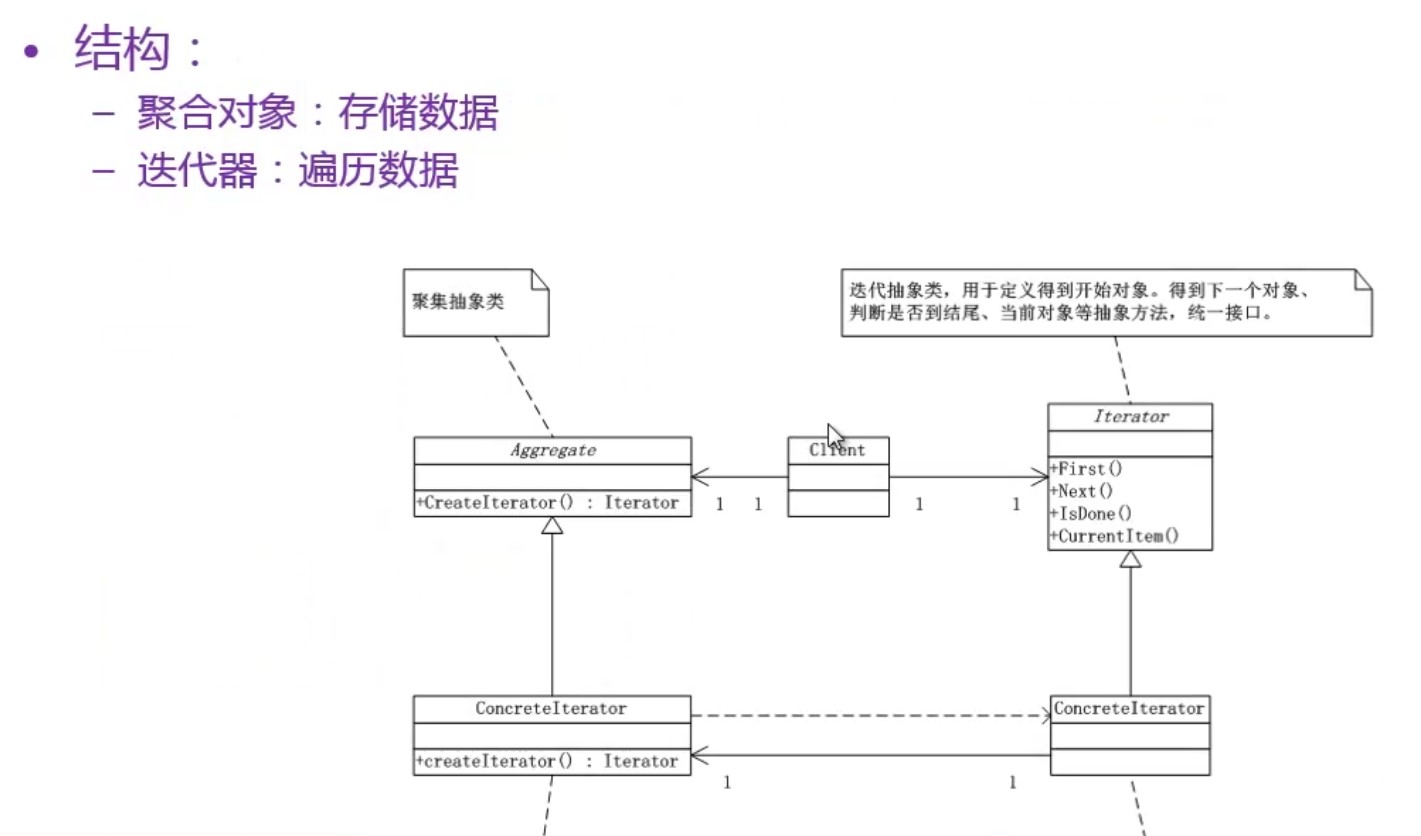 • 结构：
– 聚合对象：存储数据
– 迭代器：遍历数据
聚集抽象类
迭代抽象类，用于定义得到开始对象。得到下一个对象、
判断是否到结尾、当前对象等抽象方法，统一接口。
Aggregate
+CreateIterator() : Iterator
1 1
Client
1 1
Iterator
+First()
+Next()
+IsDone()
+CurrentItem()
ConcreteIterator
+createIterator() : Iterator
1 1
ConcreteIterator